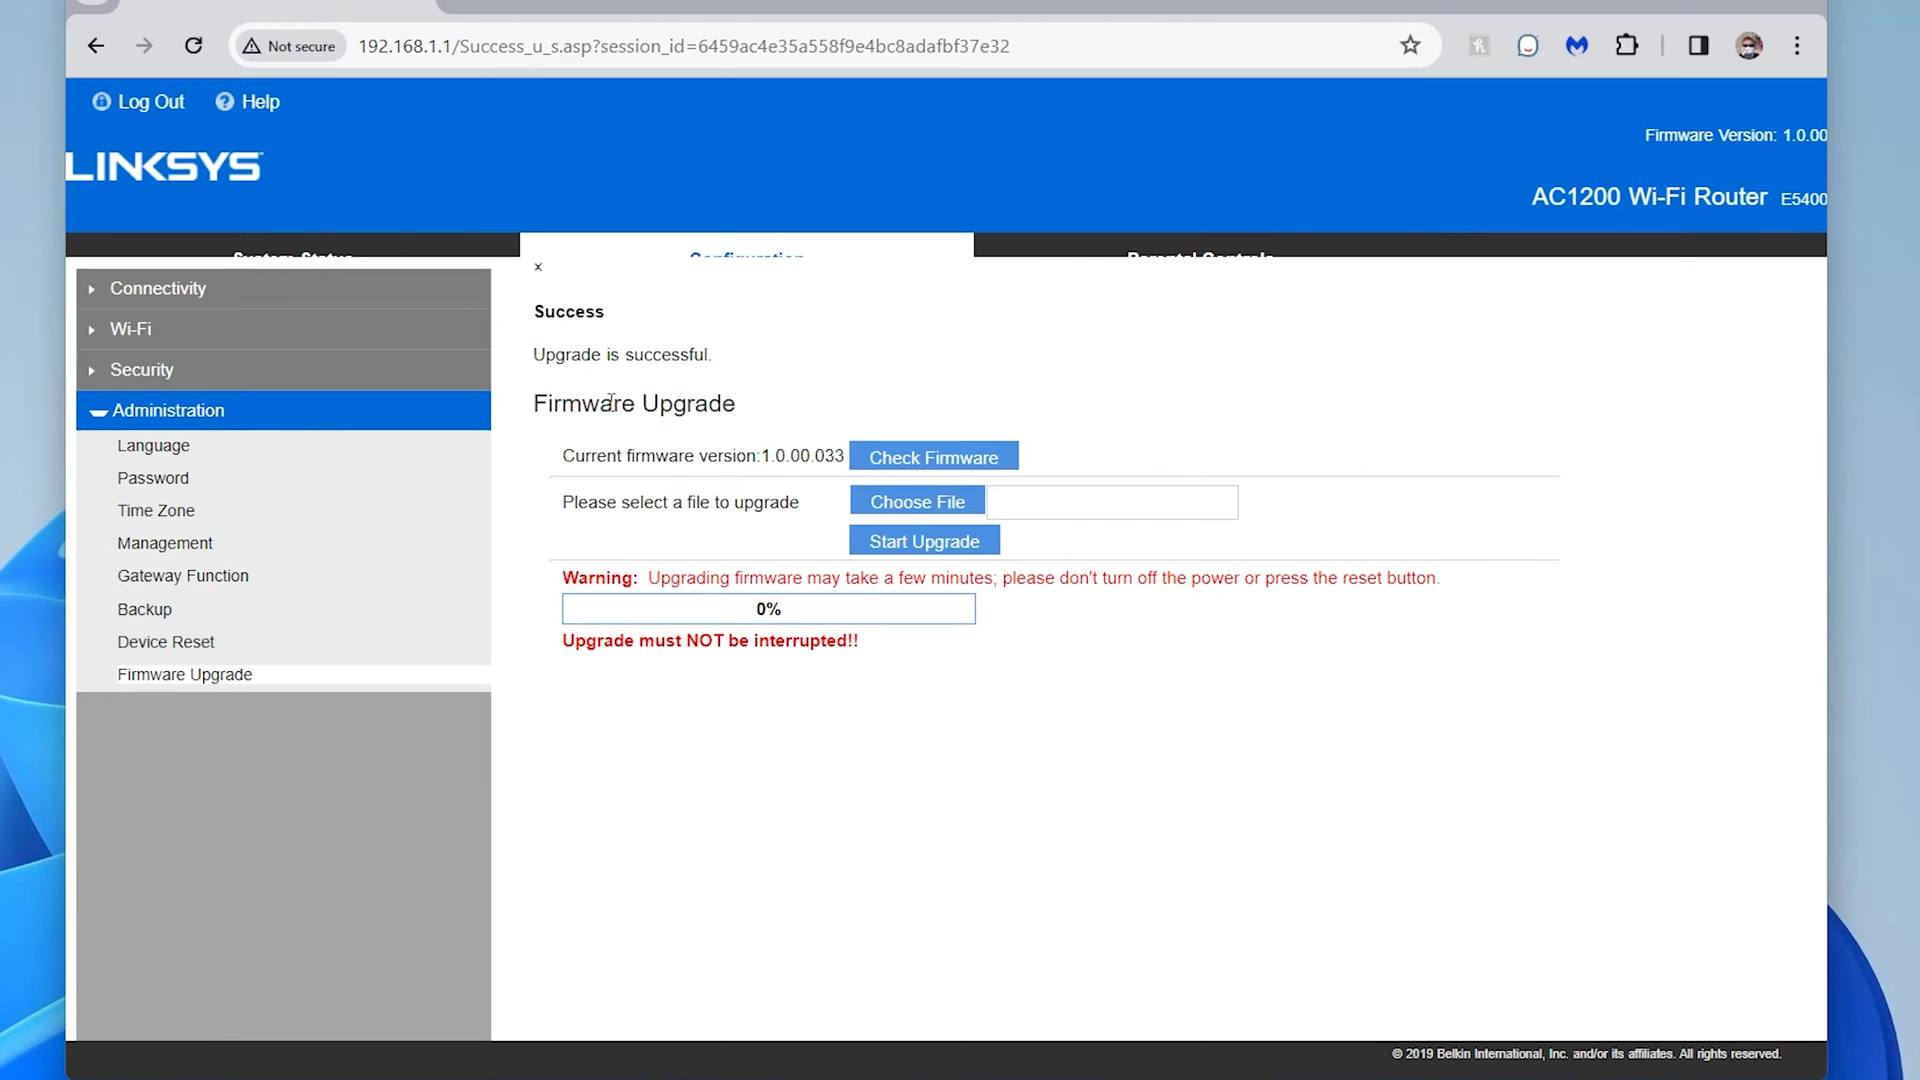 Not secure 192.168.1.1/Success_u_s.asp?session_id=6459ac4e35a558f9e4bc8adafbf37e32
Log Out Help
Firmware Version: 1.0.00
LINKSYS
AC1200 Wi-Fi Router E5400
System Status Configuration Parental Controls
x
Connectivity
Wi-Fi
Security
Administration
Language
Password
Time Zone
Management
Gateway Function
Backup
Device Reset
Firmware Upgrade
Success
Upgrade is successful.
Firmware Upgrade
Current firmware version:1.0.00.033 Check Firmware
Please select a file to upgrade Choose File
Start Upgrade
Warning: Upgrading firmware may take a few minutes; please don't turn off the power or press the reset button.
0%
Upgrade must NOT be interrupted!!
© 2019 Belkin International, Inc. and/or its affiliates. All rights reserved.